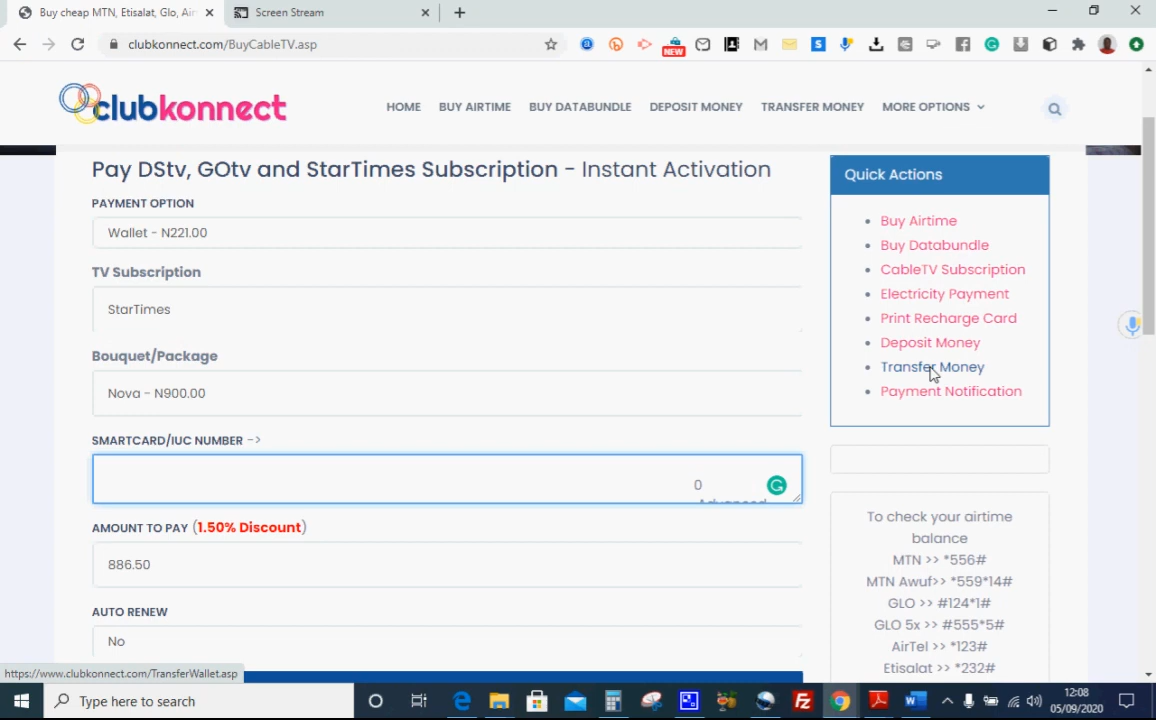 Buy cheap MTN, Etisalat, Glo, Air
Screen Stream
clubkonnect.com/BuyCableTV.asp
NEW
clubkonnect
HOME
BUY AIRTIME
BUY DATABUNDLE
DEPOSIT MONEY
TRANSFER MONEY
MORE OPTIONS
Pay DStv, GOtv and StarTimes Subscription - Instant Activation
PAYMENT OPTION
Wallet - N221.00
TV Subscription
StarTimes
Bouquet/Package
Nova - N900.00
SMARTCARD/IUC NUMBER ->
0
Advanced
AMOUNT TO PAY (1.50% Discount)
886.50
AUTO RENEW
No
Quick Actions
Buy Airtime
Buy Databundle
CableTV Subscription
Electricity Payment
Print Recharge Card
Deposit Money
Transfer Money
Payment Notification
To check your airtime
balance
MTN >> *556#
MTN Awuf>> *559*14#
GLO >> #124*1#
GLO 5x >> #555*5#
AirTel >> *123#
Etisalat >> *232#
https://www.clubkonnect.com/TransferWallet.asp
Type here to search
12:08
05/09/2020